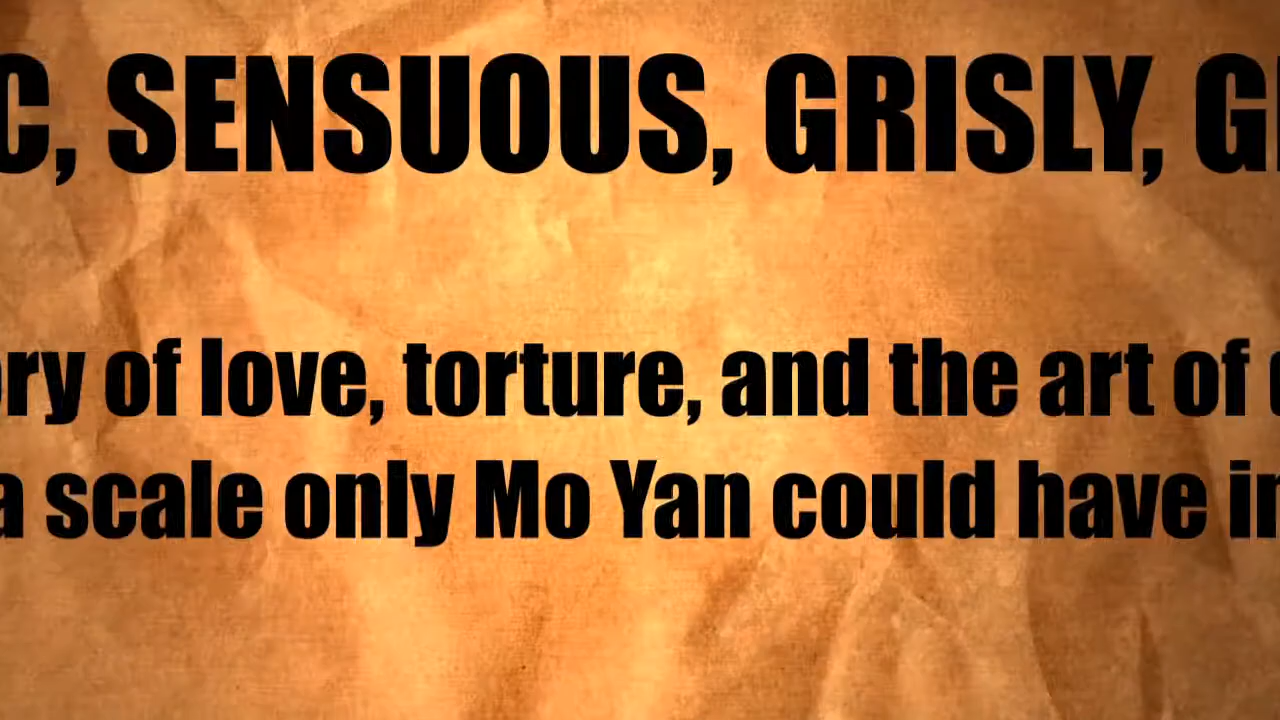 C, SENSUOUS, GRISLY, G
ry of love, torture, and the art of
a scale only Mo Yan could have in